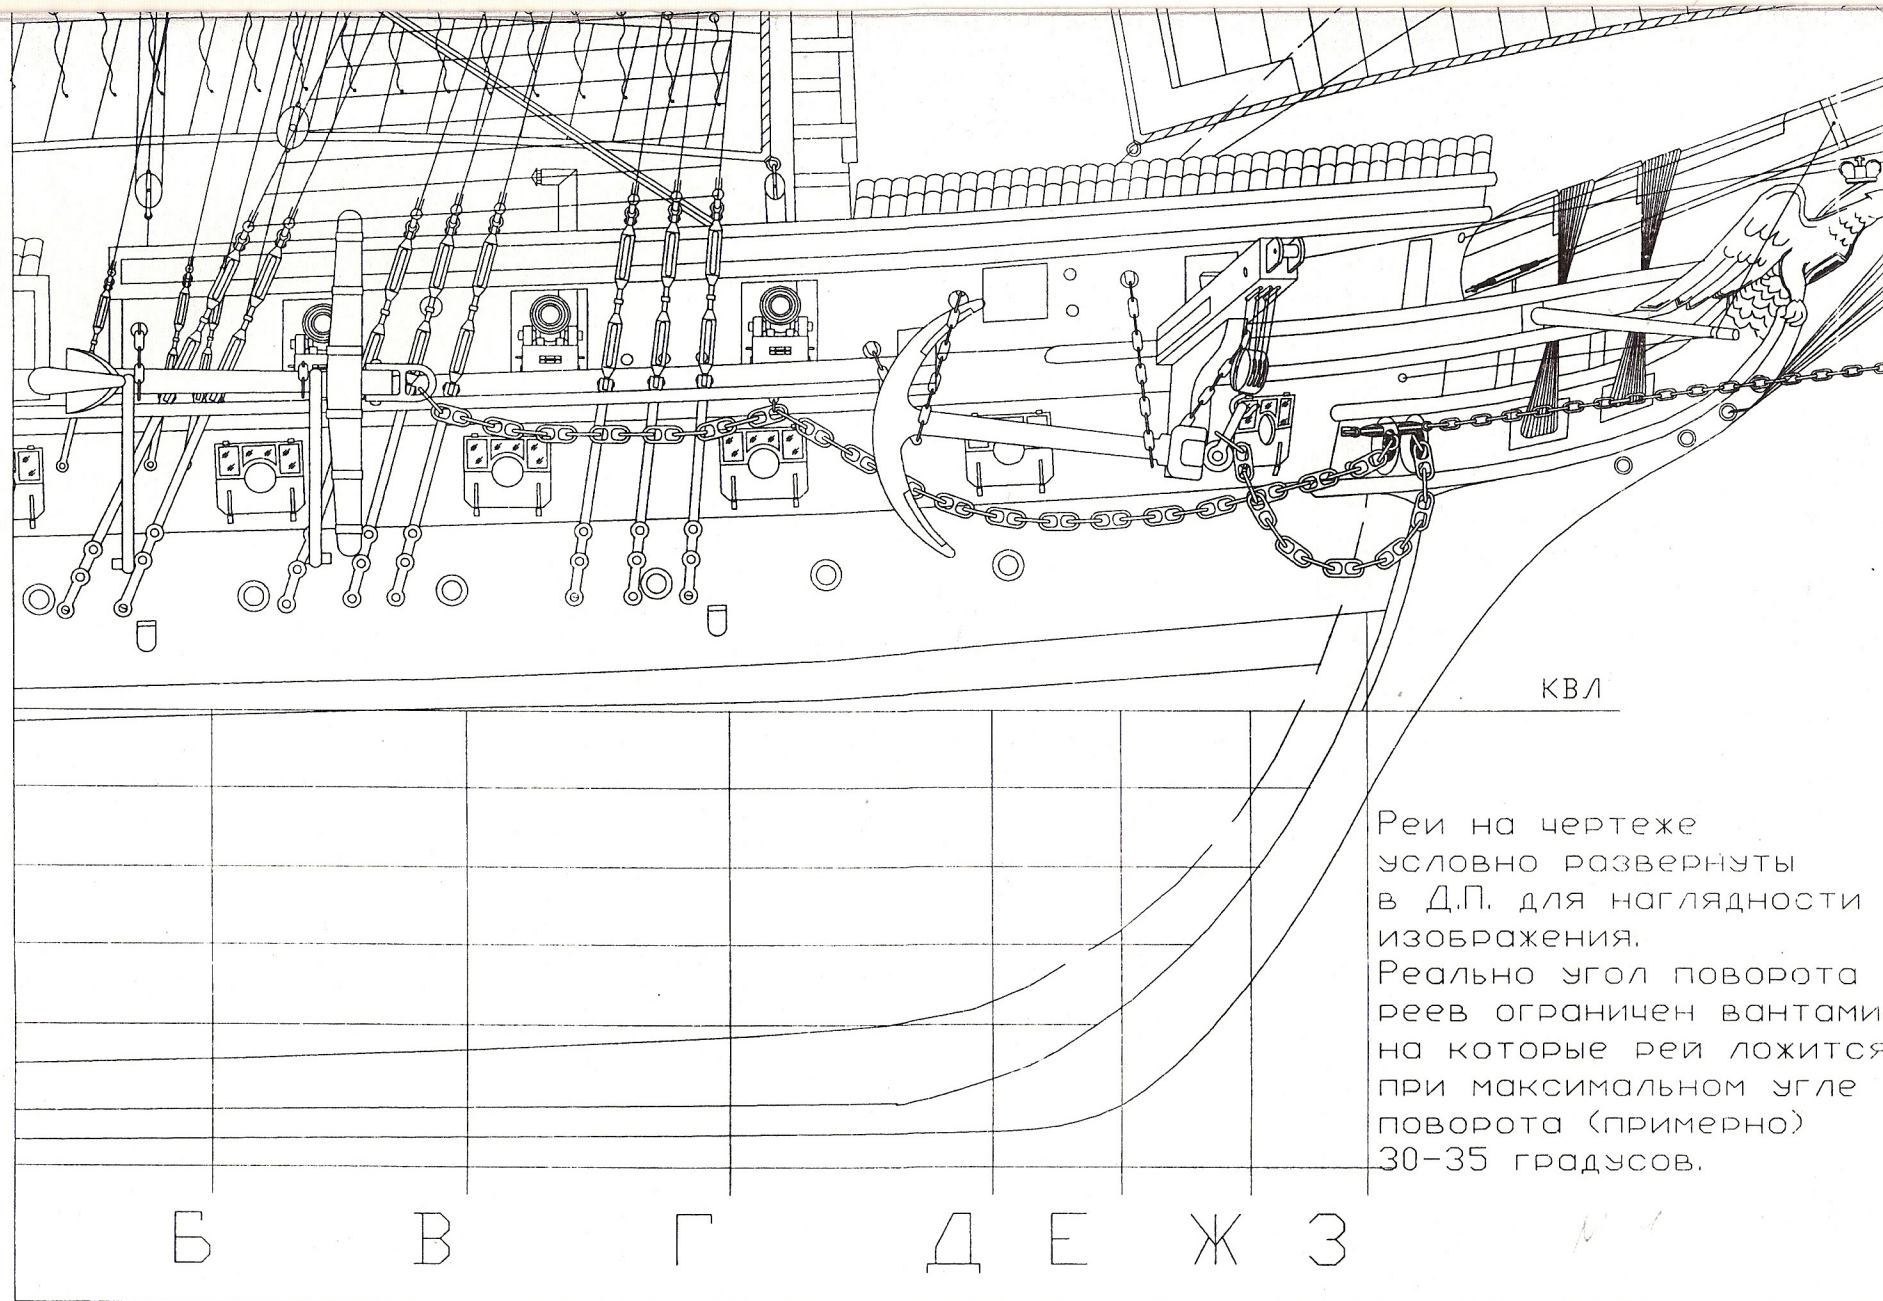 КВЛ
Реи на чертеже
условно развернуты
в Д.П. для наглядности
изображения.
Реально угол поворота
реев ограничен вантами
на которые рей ложится
при максимальном угле
поворота (примерно)
30-35 градусов.
Б В Г Д Е Ж З